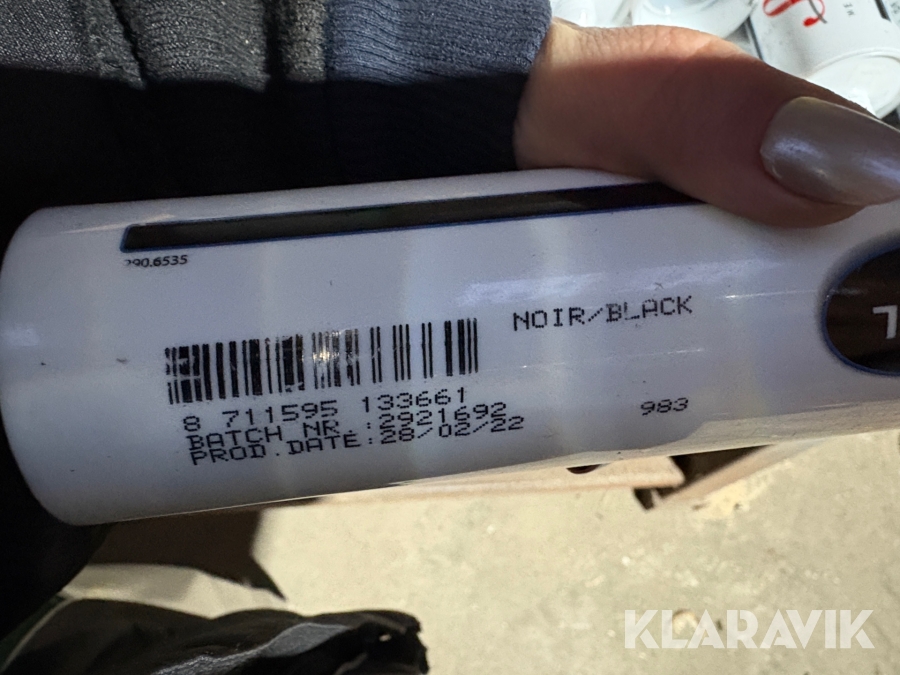 290.6535
NOIR/BLACK
8 711595 133661
BATCH NR.:2921692
PROD.DATE:28/02/22
983
L
KLARAVIK